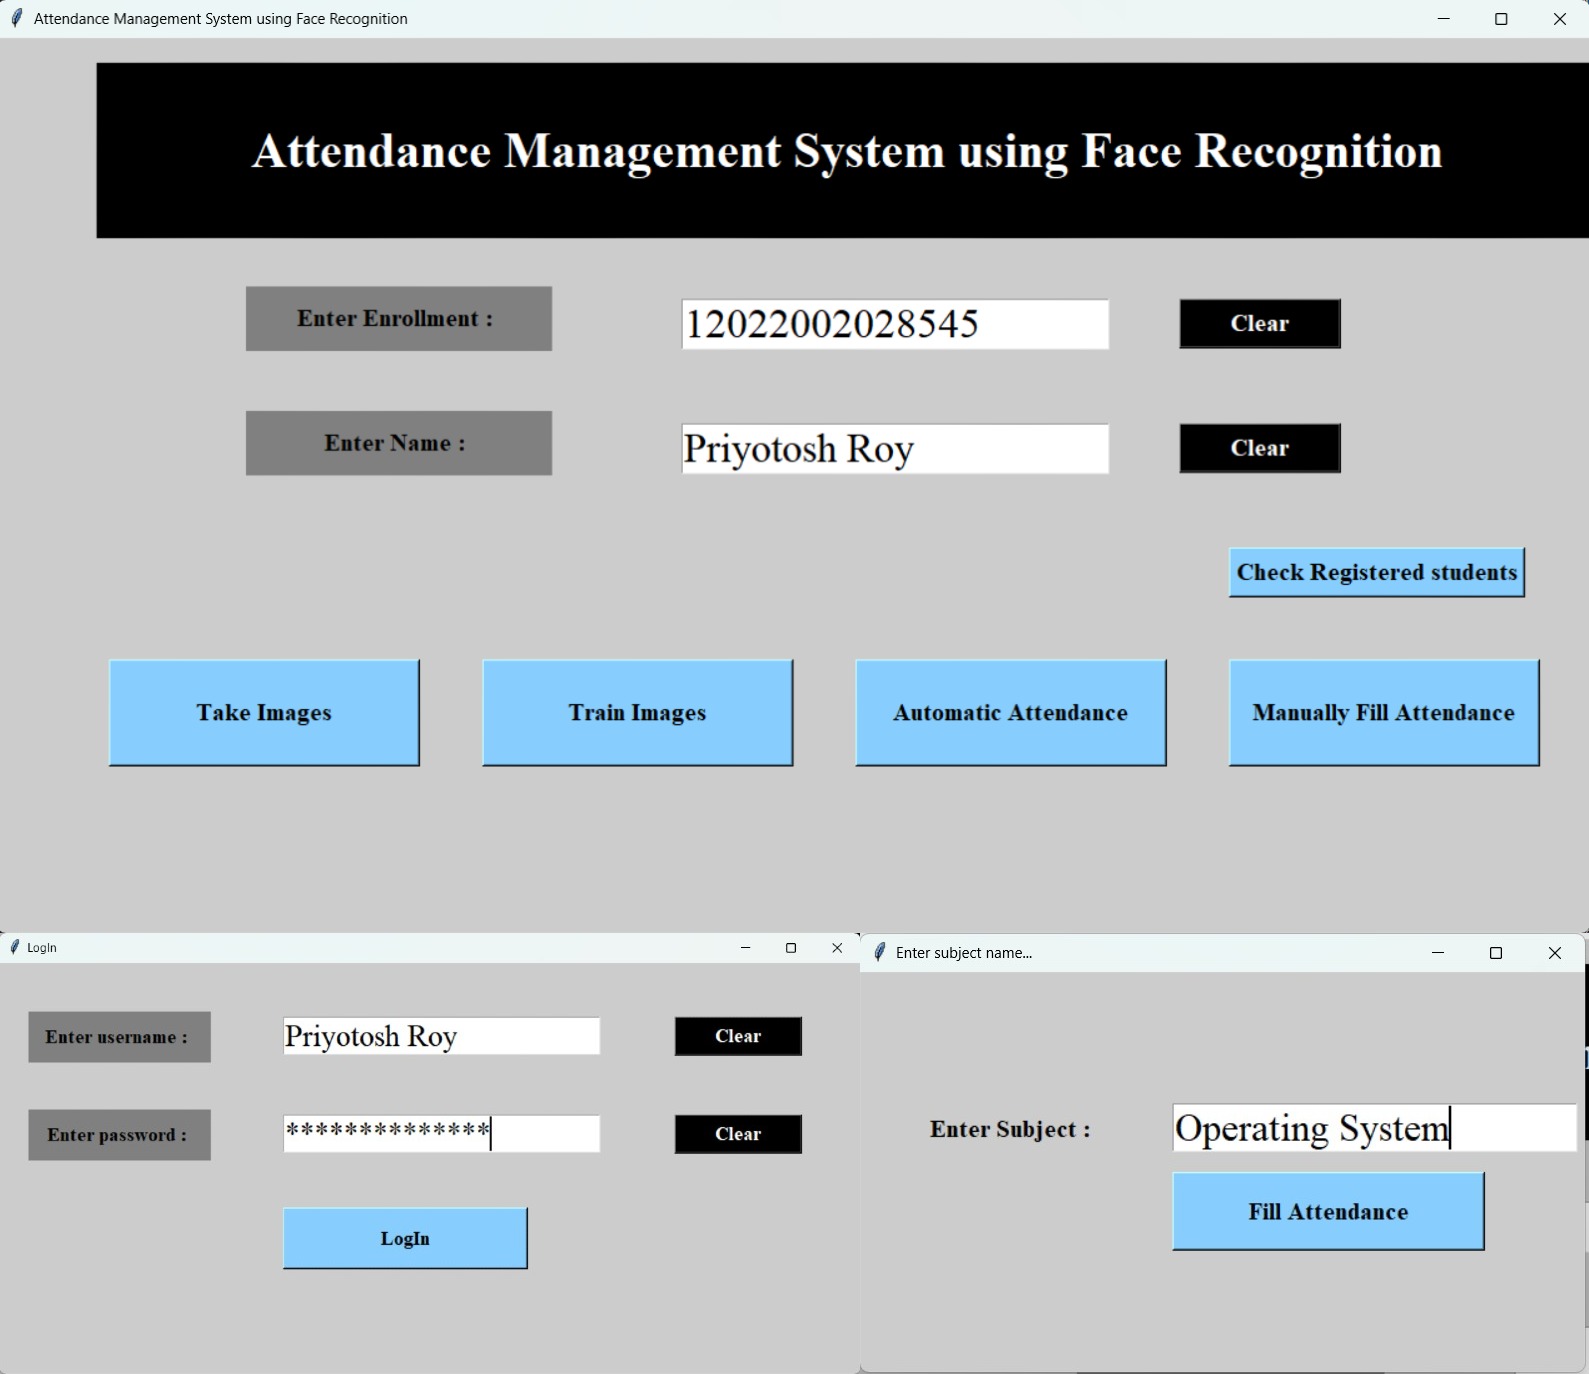 Attendance Management System using Face Recognition
Attendance Management System using Face Recognition
Enter Enrollment :
12022002028545
Clear
Enter Name :
Priyotosh Roy
Clear
Check Registered students
Take Images
Train Images
Automatic Attendance
Manually Fill Attendance
LogIn
Enter username :
Priyotosh Roy
Clear
Enter password :
**************
Clear
LogIn
Enter subject name...
Enter Subject :
Operating System
Fill Attendance